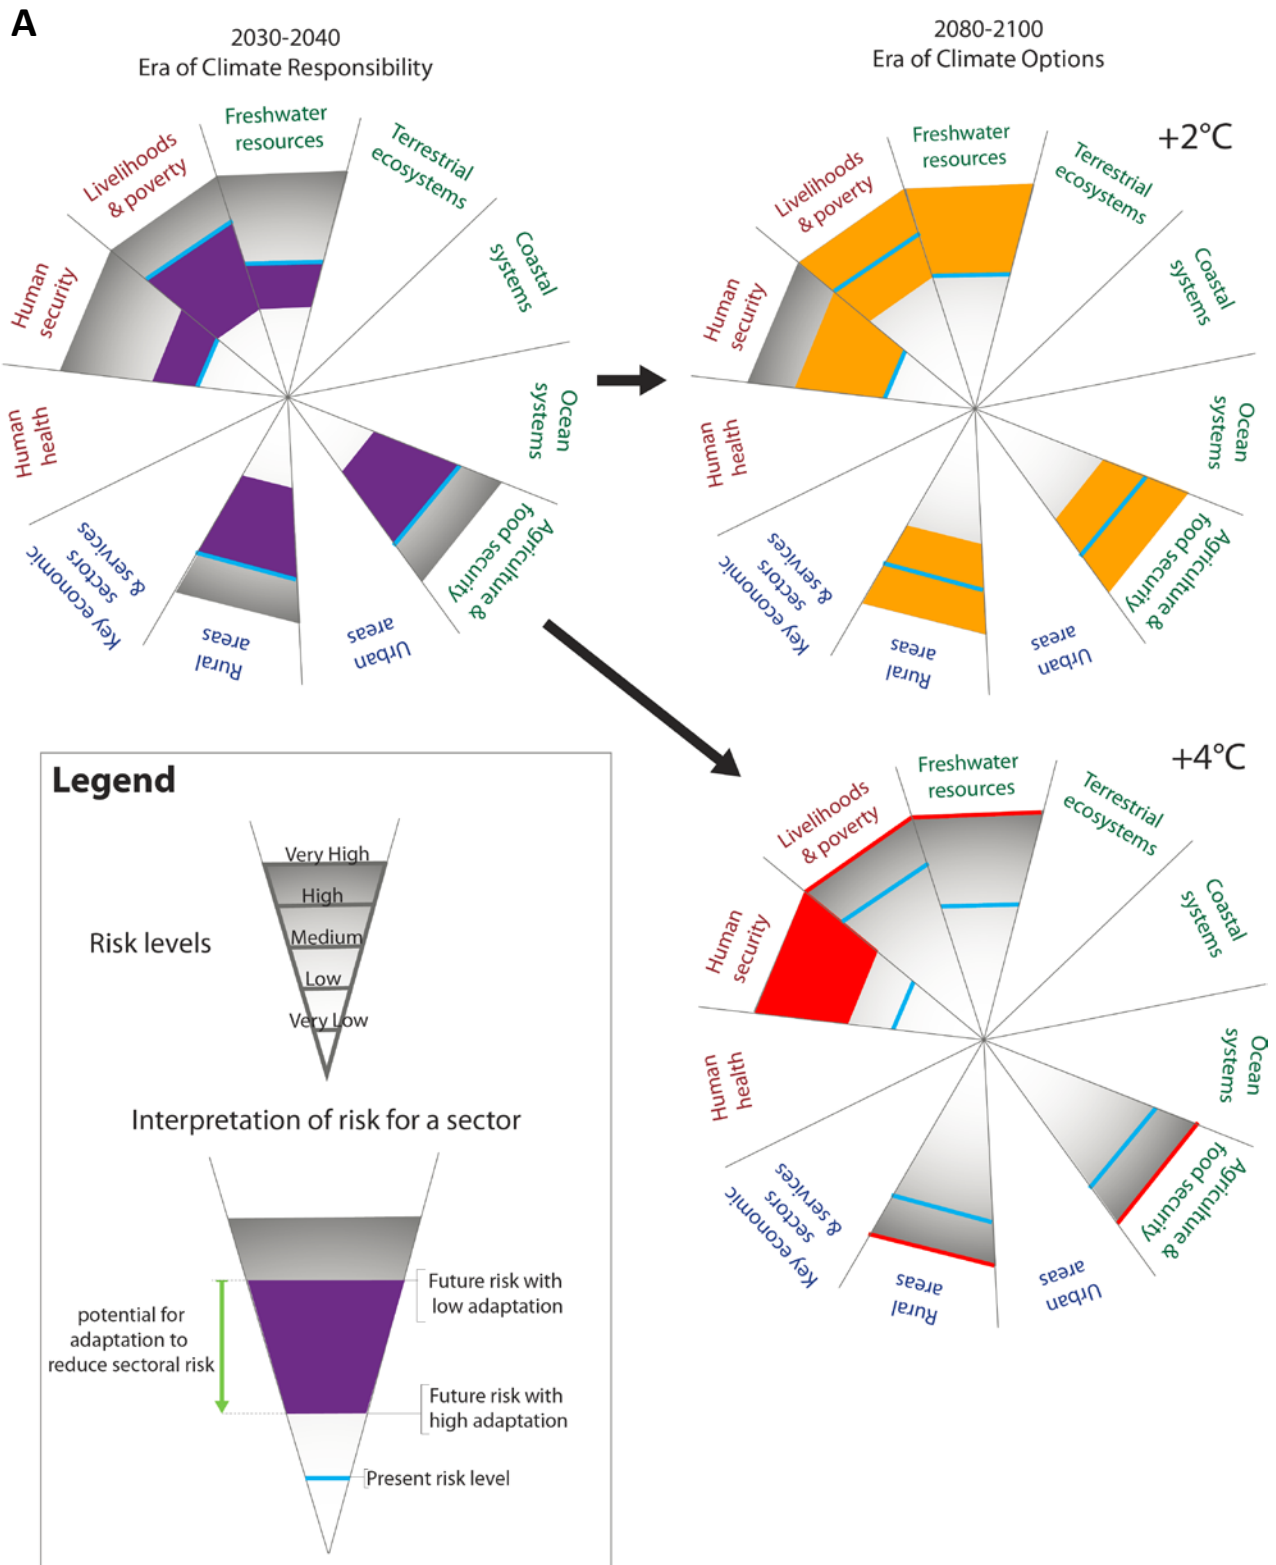 A
2030-2040
Era of Climate Responsibility
Freshwater
resources
Terrestrial
ecosystems
Coastal
systems
Ocean
systems
Agriculture &
food security
Urban
areas
Rural
areas
Key economic
sectors
& services
Human
health
Human
security
Livelihoods
& poverty
2080-2100
Era of Climate Options
+2°C
Freshwater
resources
Terrestrial
ecosystems
Coastal
systems
Ocean
systems
Agriculture &
food security
Urban
areas
Rural
areas
Key economic
sectors
& services
Human
health
Human
security
Livelihoods
& poverty
+4°C
Freshwater
resources
Terrestrial
ecosystems
Coastal
systems
Ocean
systems
Agriculture &
food security
Urban
areas
Rural
areas
Key economic
sectors
& services
Human
health
Human
security
Livelihoods
& poverty
Legend
Risk levels
Very High
High
Medium
Low
Very Low
Interpretation of risk for a sector
potential for
adaptation to
reduce sectoral risk
Future risk with
low adaptation
Future risk with
high adaptation
Present risk level